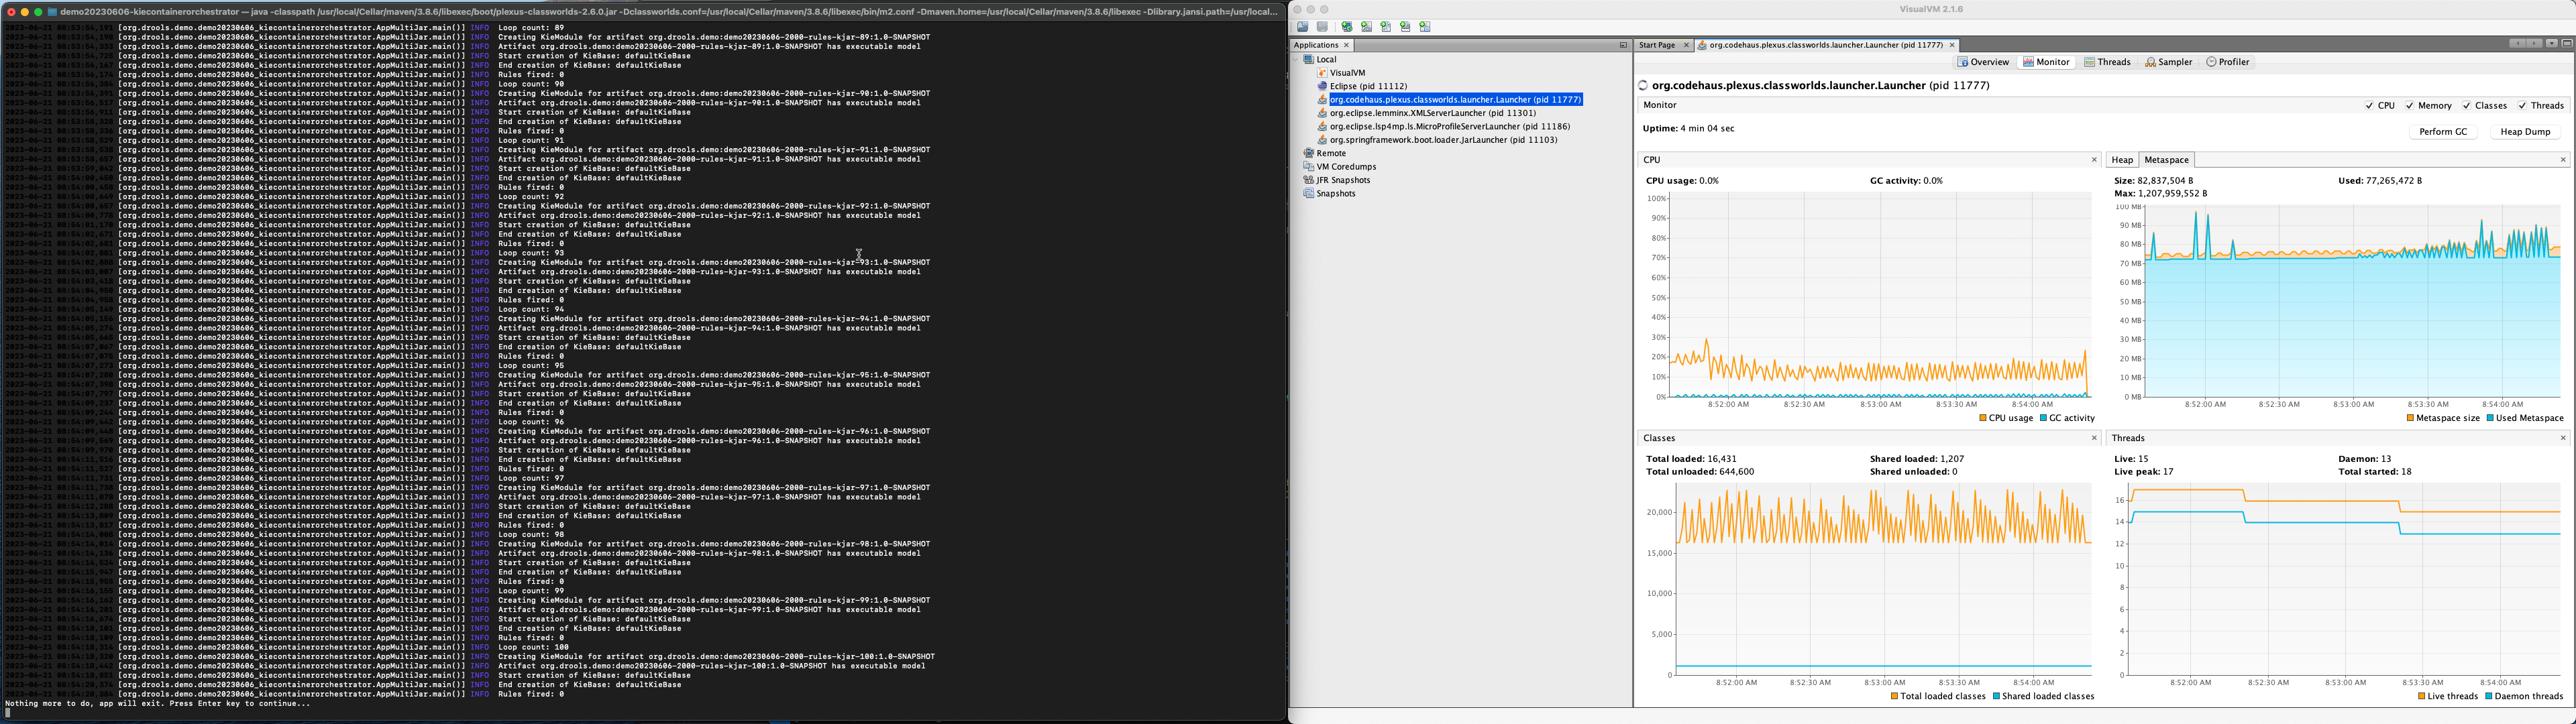 demo20230606-kiecontainerorchestrator — java -classpath /usr/local/Cellar/maven/3.8.6/libexec/boot/plexus-classworlds-2.6.0.jar -Dclassworlds.conf=/usr/local/Cellar/maven/3.8.6/libexec/bin/m2.conf -Dmaven.home=/usr/local/Cellar/maven/3.8.6/libexec -Dlibrary.jansi.path=/usr/local...
[org.drools.demo.demo20230606_kiecontainerorchestrator.AppMultiJar.main()] INFO Loop count: 89
[org.drools.demo.demo20230606_kiecontainerorchestrator.AppMultiJar.main()] INFO Creating KieModule for artifact org.drools.demo:demo20230606-2000-rules-kjar-89:1.0-SNAPSHOT
[org.drools.demo.demo20230606_kiecontainerorchestrator.AppMultiJar.main()] INFO Artifact org.drools.demo:demo20230606-2000-rules-kjar-89:1.0-SNAPSHOT has executable model
[org.drools.demo.demo20230606_kiecontainerorchestrator.AppMultiJar.main()] INFO Start creation of KieBase: defaultKieBase
[org.drools.demo.demo20230606_kiecontainerorchestrator.AppMultiJar.main()] INFO End creation of KieBase: defaultKieBase
[org.drools.demo.demo20230606_kiecontainerorchestrator.AppMultiJar.main()] INFO Rules fired: 0
[org.drools.demo.demo20230606_kiecontainerorchestrator.AppMultiJar.main()] INFO Loop count: 90
[org.drools.demo.demo20230606_kiecontainerorchestrator.AppMultiJar.main()] INFO Creating KieModule for artifact org.drools.demo:demo20230606-2000-rules-kjar-90:1.0-SNAPSHOT
[org.drools.demo.demo20230606_kiecontainerorchestrator.AppMultiJar.main()] INFO Artifact org.drools.demo:demo20230606-2000-rules-kjar-90:1.0-SNAPSHOT has executable model
[org.drools.demo.demo20230606_kiecontainerorchestrator.AppMultiJar.main()] INFO Start creation of KieBase: defaultKieBase
[org.drools.demo.demo20230606_kiecontainerorchestrator.AppMultiJar.main()] INFO End creation of KieBase: defaultKieBase
[org.drools.demo.demo20230606_kiecontainerorchestrator.AppMultiJar.main()] INFO Rules fired: 0
[org.drools.demo.demo20230606_kiecontainerorchestrator.AppMultiJar.main()] INFO Loop count: 91
[org.drools.demo.demo20230606_kiecontainerorchestrator.AppMultiJar.main()] INFO Creating KieModule for artifact org.drools.demo:demo20230606-2000-rules-kjar-91:1.0-SNAPSHOT
[org.drools.demo.demo20230606_kiecontainerorchestrator.AppMultiJar.main()] INFO Artifact org.drools.demo:demo20230606-2000-rules-kjar-91:1.0-SNAPSHOT has executable model
[org.drools.demo.demo20230606_kiecontainerorchestrator.AppMultiJar.main()] INFO Start creation of KieBase: defaultKieBase
[org.drools.demo.demo20230606_kiecontainerorchestrator.AppMultiJar.main()] INFO End creation of KieBase: defaultKieBase
[org.drools.demo.demo20230606_kiecontainerorchestrator.AppMultiJar.main()] INFO Rules fired: 0
[org.drools.demo.demo20230606_kiecontainerorchestrator.AppMultiJar.main()] INFO Loop count: 92
[org.drools.demo.demo20230606_kiecontainerorchestrator.AppMultiJar.main()] INFO Creating KieModule for artifact org.drools.demo:demo20230606-2000-rules-kjar-92:1.0-SNAPSHOT
[org.drools.demo.demo20230606_kiecontainerorchestrator.AppMultiJar.main()] INFO Artifact org.drools.demo:demo20230606-2000-rules-kjar-92:1.0-SNAPSHOT has executable model
[org.drools.demo.demo20230606_kiecontainerorchestrator.AppMultiJar.main()] INFO Start creation of KieBase: defaultKieBase
[org.drools.demo.demo20230606_kiecontainerorchestrator.AppMultiJar.main()] INFO End creation of KieBase: defaultKieBase
[org.drools.demo.demo20230606_kiecontainerorchestrator.AppMultiJar.main()] INFO Rules fired: 0
[org.drools.demo.demo20230606_kiecontainerorchestrator.AppMultiJar.main()] INFO Loop count: 93
[org.drools.demo.demo20230606_kiecontainerorchestrator.AppMultiJar.main()] INFO Creating KieModule for artifact org.drools.demo:demo20230606-2000-rules-kjar-93:1.0-SNAPSHOT
[org.drools.demo.demo20230606_kiecontainerorchestrator.AppMultiJar.main()] INFO Artifact org.drools.demo:demo20230606-2000-rules-kjar-93:1.0-SNAPSHOT has executable model
[org.drools.demo.demo20230606_kiecontainerorchestrator.AppMultiJar.main()] INFO Start creation of KieBase: defaultKieBase
[org.drools.demo.demo20230606_kiecontainerorchestrator.AppMultiJar.main()] INFO End creation of KieBase: defaultKieBase
[org.drools.demo.demo20230606_kiecontainerorchestrator.AppMultiJar.main()] INFO Rules fired: 0
[org.drools.demo.demo20230606_kiecontainerorchestrator.AppMultiJar.main()] INFO Loop count: 94
[org.drools.demo.demo20230606_kiecontainerorchestrator.AppMultiJar.main()] INFO Creating KieModule for artifact org.drools.demo:demo20230606-2000-rules-kjar-94:1.0-SNAPSHOT
[org.drools.demo.demo20230606_kiecontainerorchestrator.AppMultiJar.main()] INFO Artifact org.drools.demo:demo20230606-2000-rules-kjar-94:1.0-SNAPSHOT has executable model
[org.drools.demo.demo20230606_kiecontainerorchestrator.AppMultiJar.main()] INFO Start creation of KieBase: defaultKieBase
[org.drools.demo.demo20230606_kiecontainerorchestrator.AppMultiJar.main()] INFO End creation of KieBase: defaultKieBase
[org.drools.demo.demo20230606_kiecontainerorchestrator.AppMultiJar.main()] INFO Rules fired: 0
[org.drools.demo.demo20230606_kiecontainerorchestrator.AppMultiJar.main()] INFO Loop count: 95
[org.drools.demo.demo20230606_kiecontainerorchestrator.AppMultiJar.main()] INFO Creating KieModule for artifact org.drools.demo:demo20230606-2000-rules-kjar-95:1.0-SNAPSHOT
[org.drools.demo.demo20230606_kiecontainerorchestrator.AppMultiJar.main()] INFO Artifact org.drools.demo:demo20230606-2000-rules-kjar-95:1.0-SNAPSHOT has executable model
[org.drools.demo.demo20230606_kiecontainerorchestrator.AppMultiJar.main()] INFO Start creation of KieBase: defaultKieBase
[org.drools.demo.demo20230606_kiecontainerorchestrator.AppMultiJar.main()] INFO End creation of KieBase: defaultKieBase
[org.drools.demo.demo20230606_kiecontainerorchestrator.AppMultiJar.main()] INFO Rules fired: 0
[org.drools.demo.demo20230606_kiecontainerorchestrator.AppMultiJar.main()] INFO Loop count: 96
[org.drools.demo.demo20230606_kiecontainerorchestrator.AppMultiJar.main()] INFO Creating KieModule for artifact org.drools.demo:demo20230606-2000-rules-kjar-96:1.0-SNAPSHOT
[org.drools.demo.demo20230606_kiecontainerorchestrator.AppMultiJar.main()] INFO Artifact org.drools.demo:demo20230606-2000-rules-kjar-96:1.0-SNAPSHOT has executable model
[org.drools.demo.demo20230606_kiecontainerorchestrator.AppMultiJar.main()] INFO Start creation of KieBase: defaultKieBase
[org.drools.demo.demo20230606_kiecontainerorchestrator.AppMultiJar.main()] INFO End creation of KieBase: defaultKieBase
[org.drools.demo.demo20230606_kiecontainerorchestrator.AppMultiJar.main()] INFO Rules fired: 0
[org.drools.demo.demo20230606_kiecontainerorchestrator.AppMultiJar.main()] INFO Loop count: 97
[org.drools.demo.demo20230606_kiecontainerorchestrator.AppMultiJar.main()] INFO Creating KieModule for artifact org.drools.demo:demo20230606-2000-rules-kjar-97:1.0-SNAPSHOT
[org.drools.demo.demo20230606_kiecontainerorchestrator.AppMultiJar.main()] INFO Artifact org.drools.demo:demo20230606-2000-rules-kjar-97:1.0-SNAPSHOT has executable model
[org.drools.demo.demo20230606_kiecontainerorchestrator.AppMultiJar.main()] INFO Start creation of KieBase: defaultKieBase
[org.drools.demo.demo20230606_kiecontainerorchestrator.AppMultiJar.main()] INFO End creation of KieBase: defaultKieBase
[org.drools.demo.demo20230606_kiecontainerorchestrator.AppMultiJar.main()] INFO Rules fired: 0
[org.drools.demo.demo20230606_kiecontainerorchestrator.AppMultiJar.main()] INFO Loop count: 98
[org.drools.demo.demo20230606_kiecontainerorchestrator.AppMultiJar.main()] INFO Creating KieModule for artifact org.drools.demo:demo20230606-2000-rules-kjar-98:1.0-SNAPSHOT
[org.drools.demo.demo20230606_kiecontainerorchestrator.AppMultiJar.main()] INFO Artifact org.drools.demo:demo20230606-2000-rules-kjar-98:1.0-SNAPSHOT has executable model
[org.drools.demo.demo20230606_kiecontainerorchestrator.AppMultiJar.main()] INFO Start creation of KieBase: defaultKieBase
[org.drools.demo.demo20230606_kiecontainerorchestrator.AppMultiJar.main()] INFO End creation of KieBase: defaultKieBase
[org.drools.demo.demo20230606_kiecontainerorchestrator.AppMultiJar.main()] INFO Rules fired: 0
[org.drools.demo.demo20230606_kiecontainerorchestrator.AppMultiJar.main()] INFO Loop count: 99
[org.drools.demo.demo20230606_kiecontainerorchestrator.AppMultiJar.main()] INFO Creating KieModule for artifact org.drools.demo:demo20230606-2000-rules-kjar-99:1.0-SNAPSHOT
[org.drools.demo.demo20230606_kiecontainerorchestrator.AppMultiJar.main()] INFO Artifact org.drools.demo:demo20230606-2000-rules-kjar-99:1.0-SNAPSHOT has executable model
[org.drools.demo.demo20230606_kiecontainerorchestrator.AppMultiJar.main()] INFO Start creation of KieBase: defaultKieBase
[org.drools.demo.demo20230606_kiecontainerorchestrator.AppMultiJar.main()] INFO End creation of KieBase: defaultKieBase
[org.drools.demo.demo20230606_kiecontainerorchestrator.AppMultiJar.main()] INFO Rules fired: 0
[org.drools.demo.demo20230606_kiecontainerorchestrator.AppMultiJar.main()] INFO Loop count: 100
[org.drools.demo.demo20230606_kiecontainerorchestrator.AppMultiJar.main()] INFO Creating KieModule for artifact org.drools.demo:demo20230606-2000-rules-kjar-100:1.0-SNAPSHOT
[org.drools.demo.demo20230606_kiecontainerorchestrator.AppMultiJar.main()] INFO Artifact org.drools.demo:demo20230606-2000-rules-kjar-100:1.0-SNAPSHOT has executable model
[org.drools.demo.demo20230606_kiecontainerorchestrator.AppMultiJar.main()] INFO Start creation of KieBase: defaultKieBase
[org.drools.demo.demo20230606_kiecontainerorchestrator.AppMultiJar.main()] INFO End creation of KieBase: defaultKieBase
[org.drools.demo.demo20230606_kiecontainerorchestrator.AppMultiJar.main()] INFO Rules fired: 0
Nothing more to do, app will exit. Press Enter key to continue...
VisualVM 2.1.6
Applications
Local
VisualVM
Eclipse (pid 11112)
org.codehaus.plexus.classworlds.launcher.Launcher (pid 11777)
org.eclipse.lemminx.XMLServerLauncher (pid 11301)
org.eclipse.lsp4mp.ls.MicroProfileServerLauncher (pid 11186)
org.springframework.boot.loader.JarLauncher (pid 11103)
Remote
VM Coredumps
JFR Snapshots
Snapshots
Start Page org.codehaus.plexus.classworlds.launcher.Launcher (pid 11777)
Overview Monitor Threads Sampler Profiler
org.codehaus.plexus.classworlds.launcher.Launcher (pid 11777)
Monitor CPU Memory Classes Threads
Uptime: 4 min 04 sec Perform GC Heap Dump
CPU
CPU usage: 0.0% GC activity: 0.0%
100%
90%
80%
70%
60%
50%
40%
30%
20%
10%
0%
8:52:00 AM 8:52:30 AM 8:53:00 AM 8:53:30 AM 8:54:00 AM
CPU usage GC activity
Heap Metaspace
Size: 82,837,504 B Used: 77,265,472 B
Max: 1,207,959,552 B
100 MB
90 MB
80 MB
70 MB
60 MB
50 MB
40 MB
30 MB
20 MB
10 MB
0 MB
8:52:00 AM 8:52:30 AM 8:53:00 AM 8:53:30 AM 8:54:00 AM
Metaspace size Used Metaspace
Classes
Total loaded: 16,431 Shared loaded: 1,207
Total unloaded: 644,600 Shared unloaded: 0
20,000
15,000
10,000
5,000
0
8:52:00 AM 8:52:30 AM 8:53:00 AM 8:53:30 AM 8:54:00 AM
Total loaded classes Shared loaded classes
Threads
Live: 15 Daemon: 13
Live peak: 17 Total started: 18
16
14
12
10
8
6
4
2
0
8:52:00 AM 8:52:30 AM 8:53:00 AM 8:53:30 AM 8:54:00 AM
Live threads Daemon threads